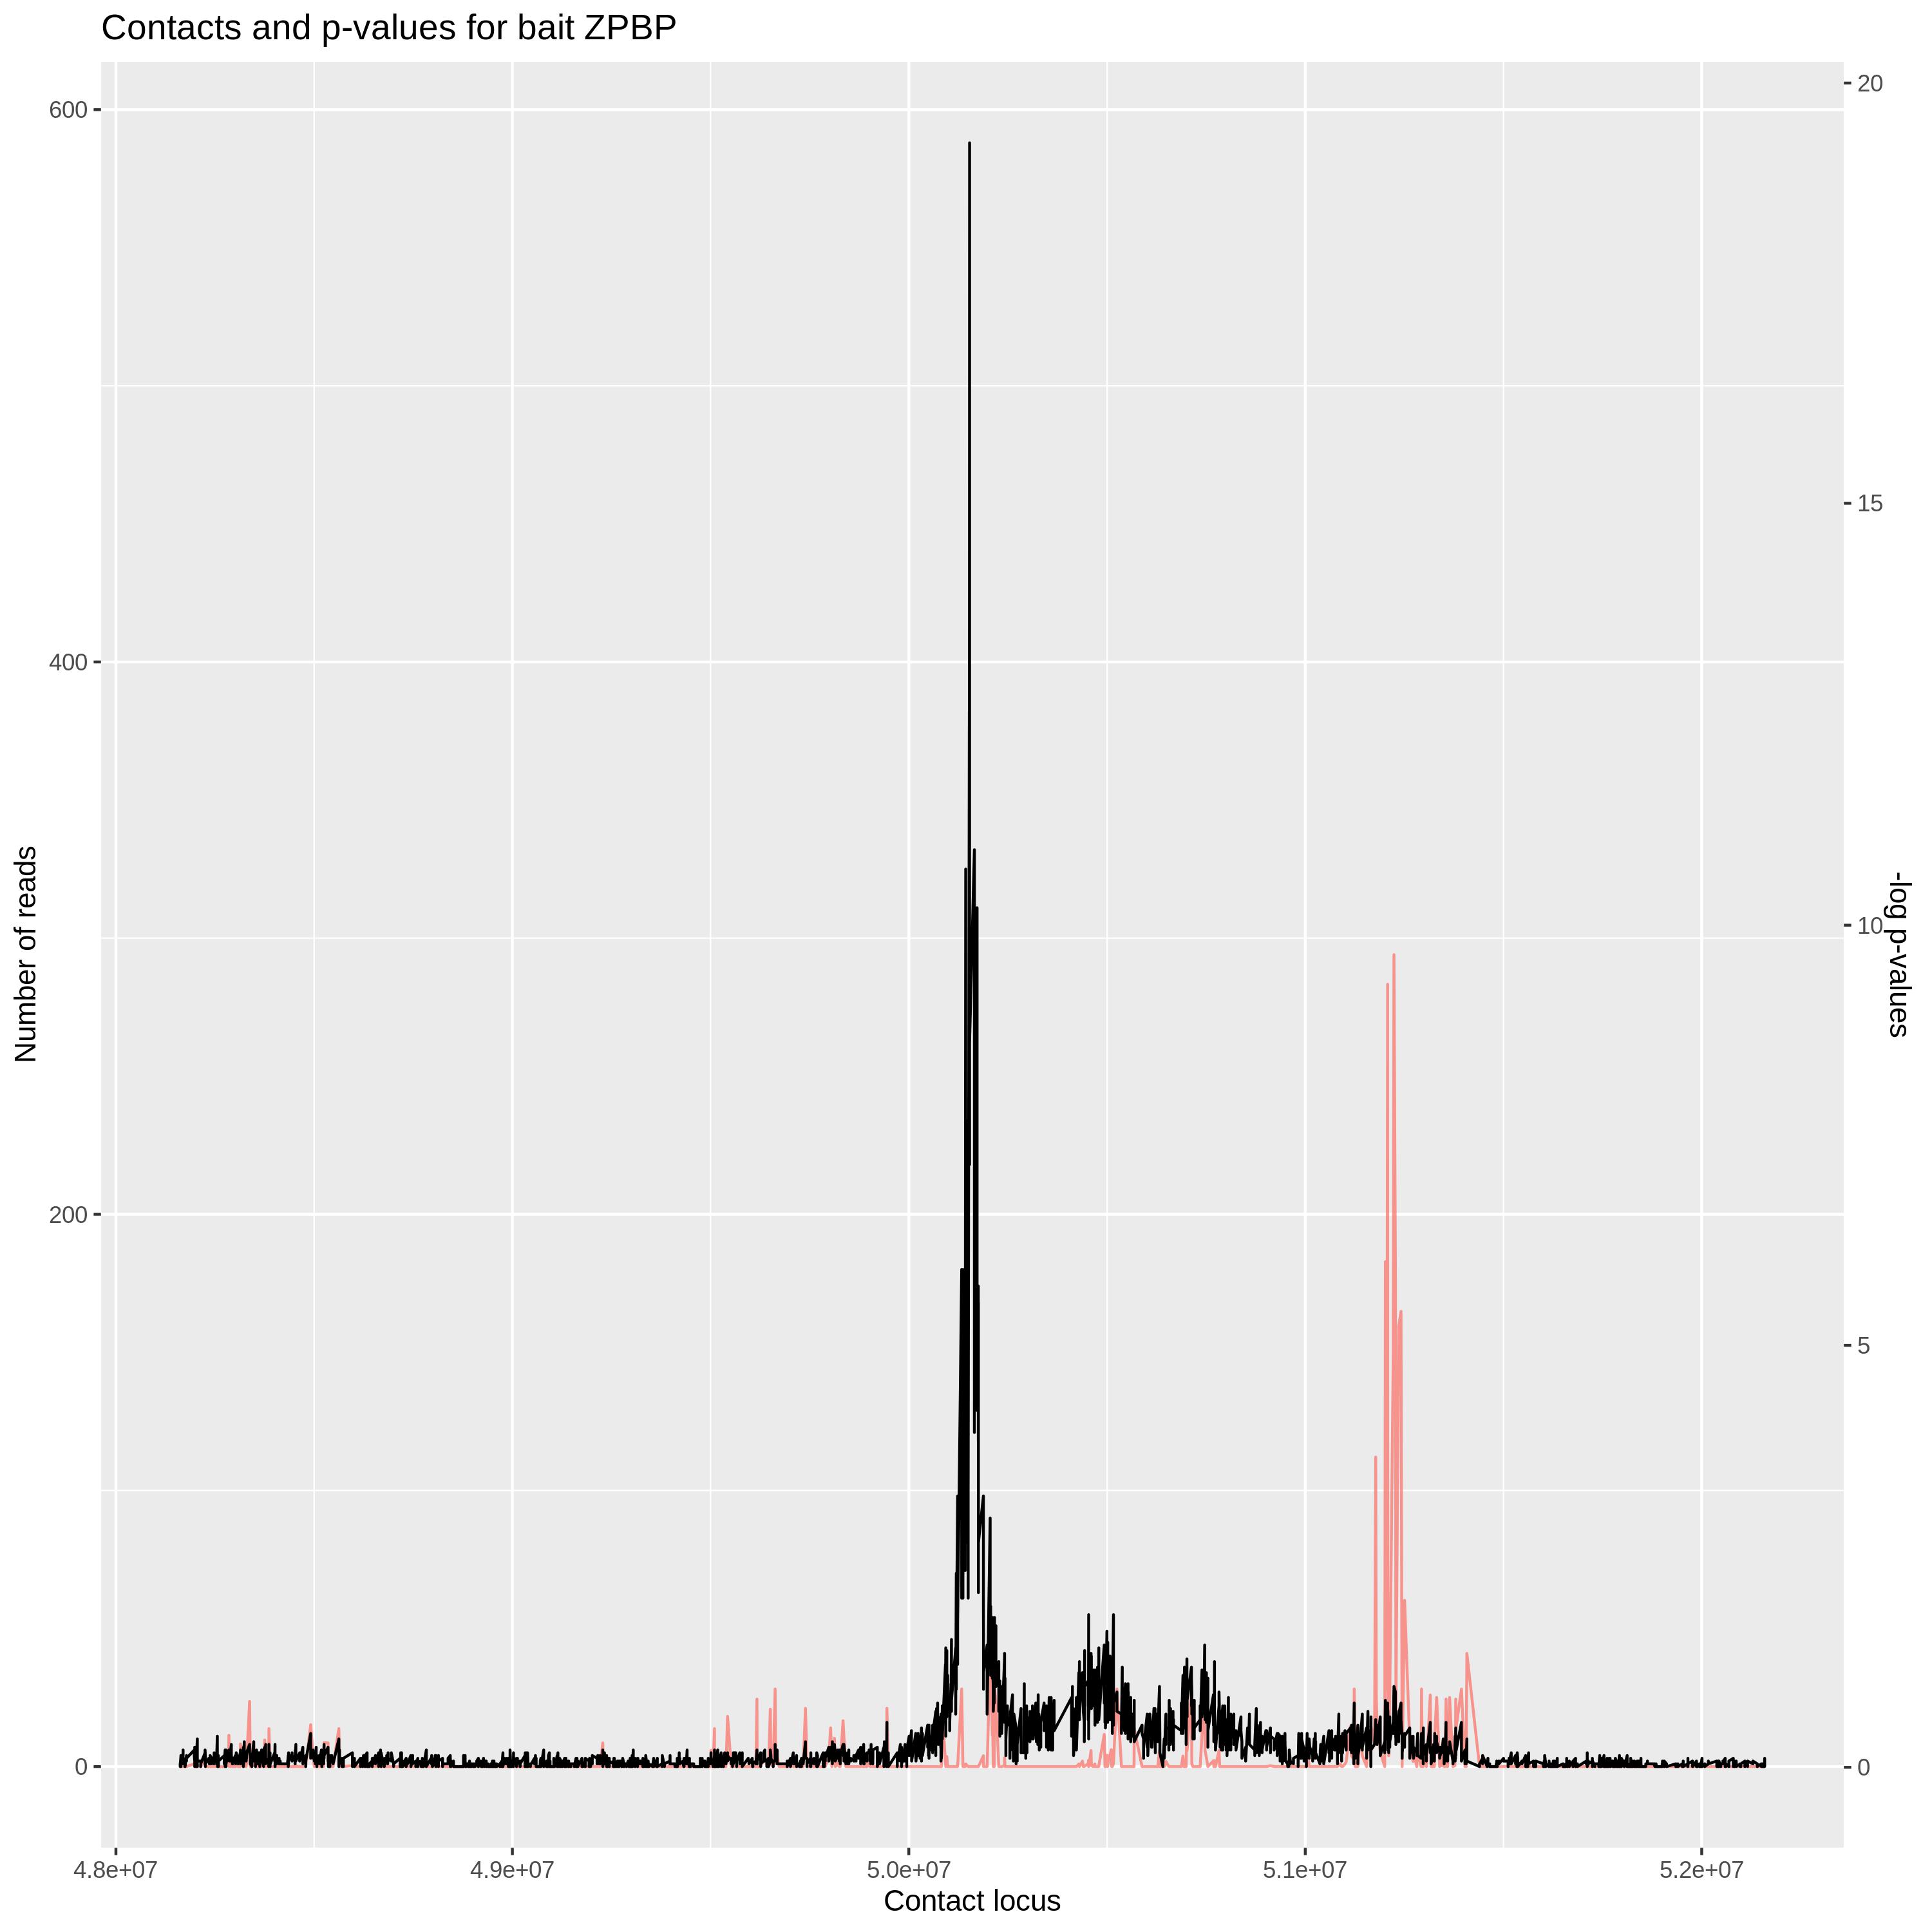 Contacts and p-values for bait ZPBP
600
400
200
0
Number of reads
20
15
10
5
0
-log p-values
4.8e+07 4.9e+07 5.0e+07 5.1e+07 5.2e+07
Contact locus